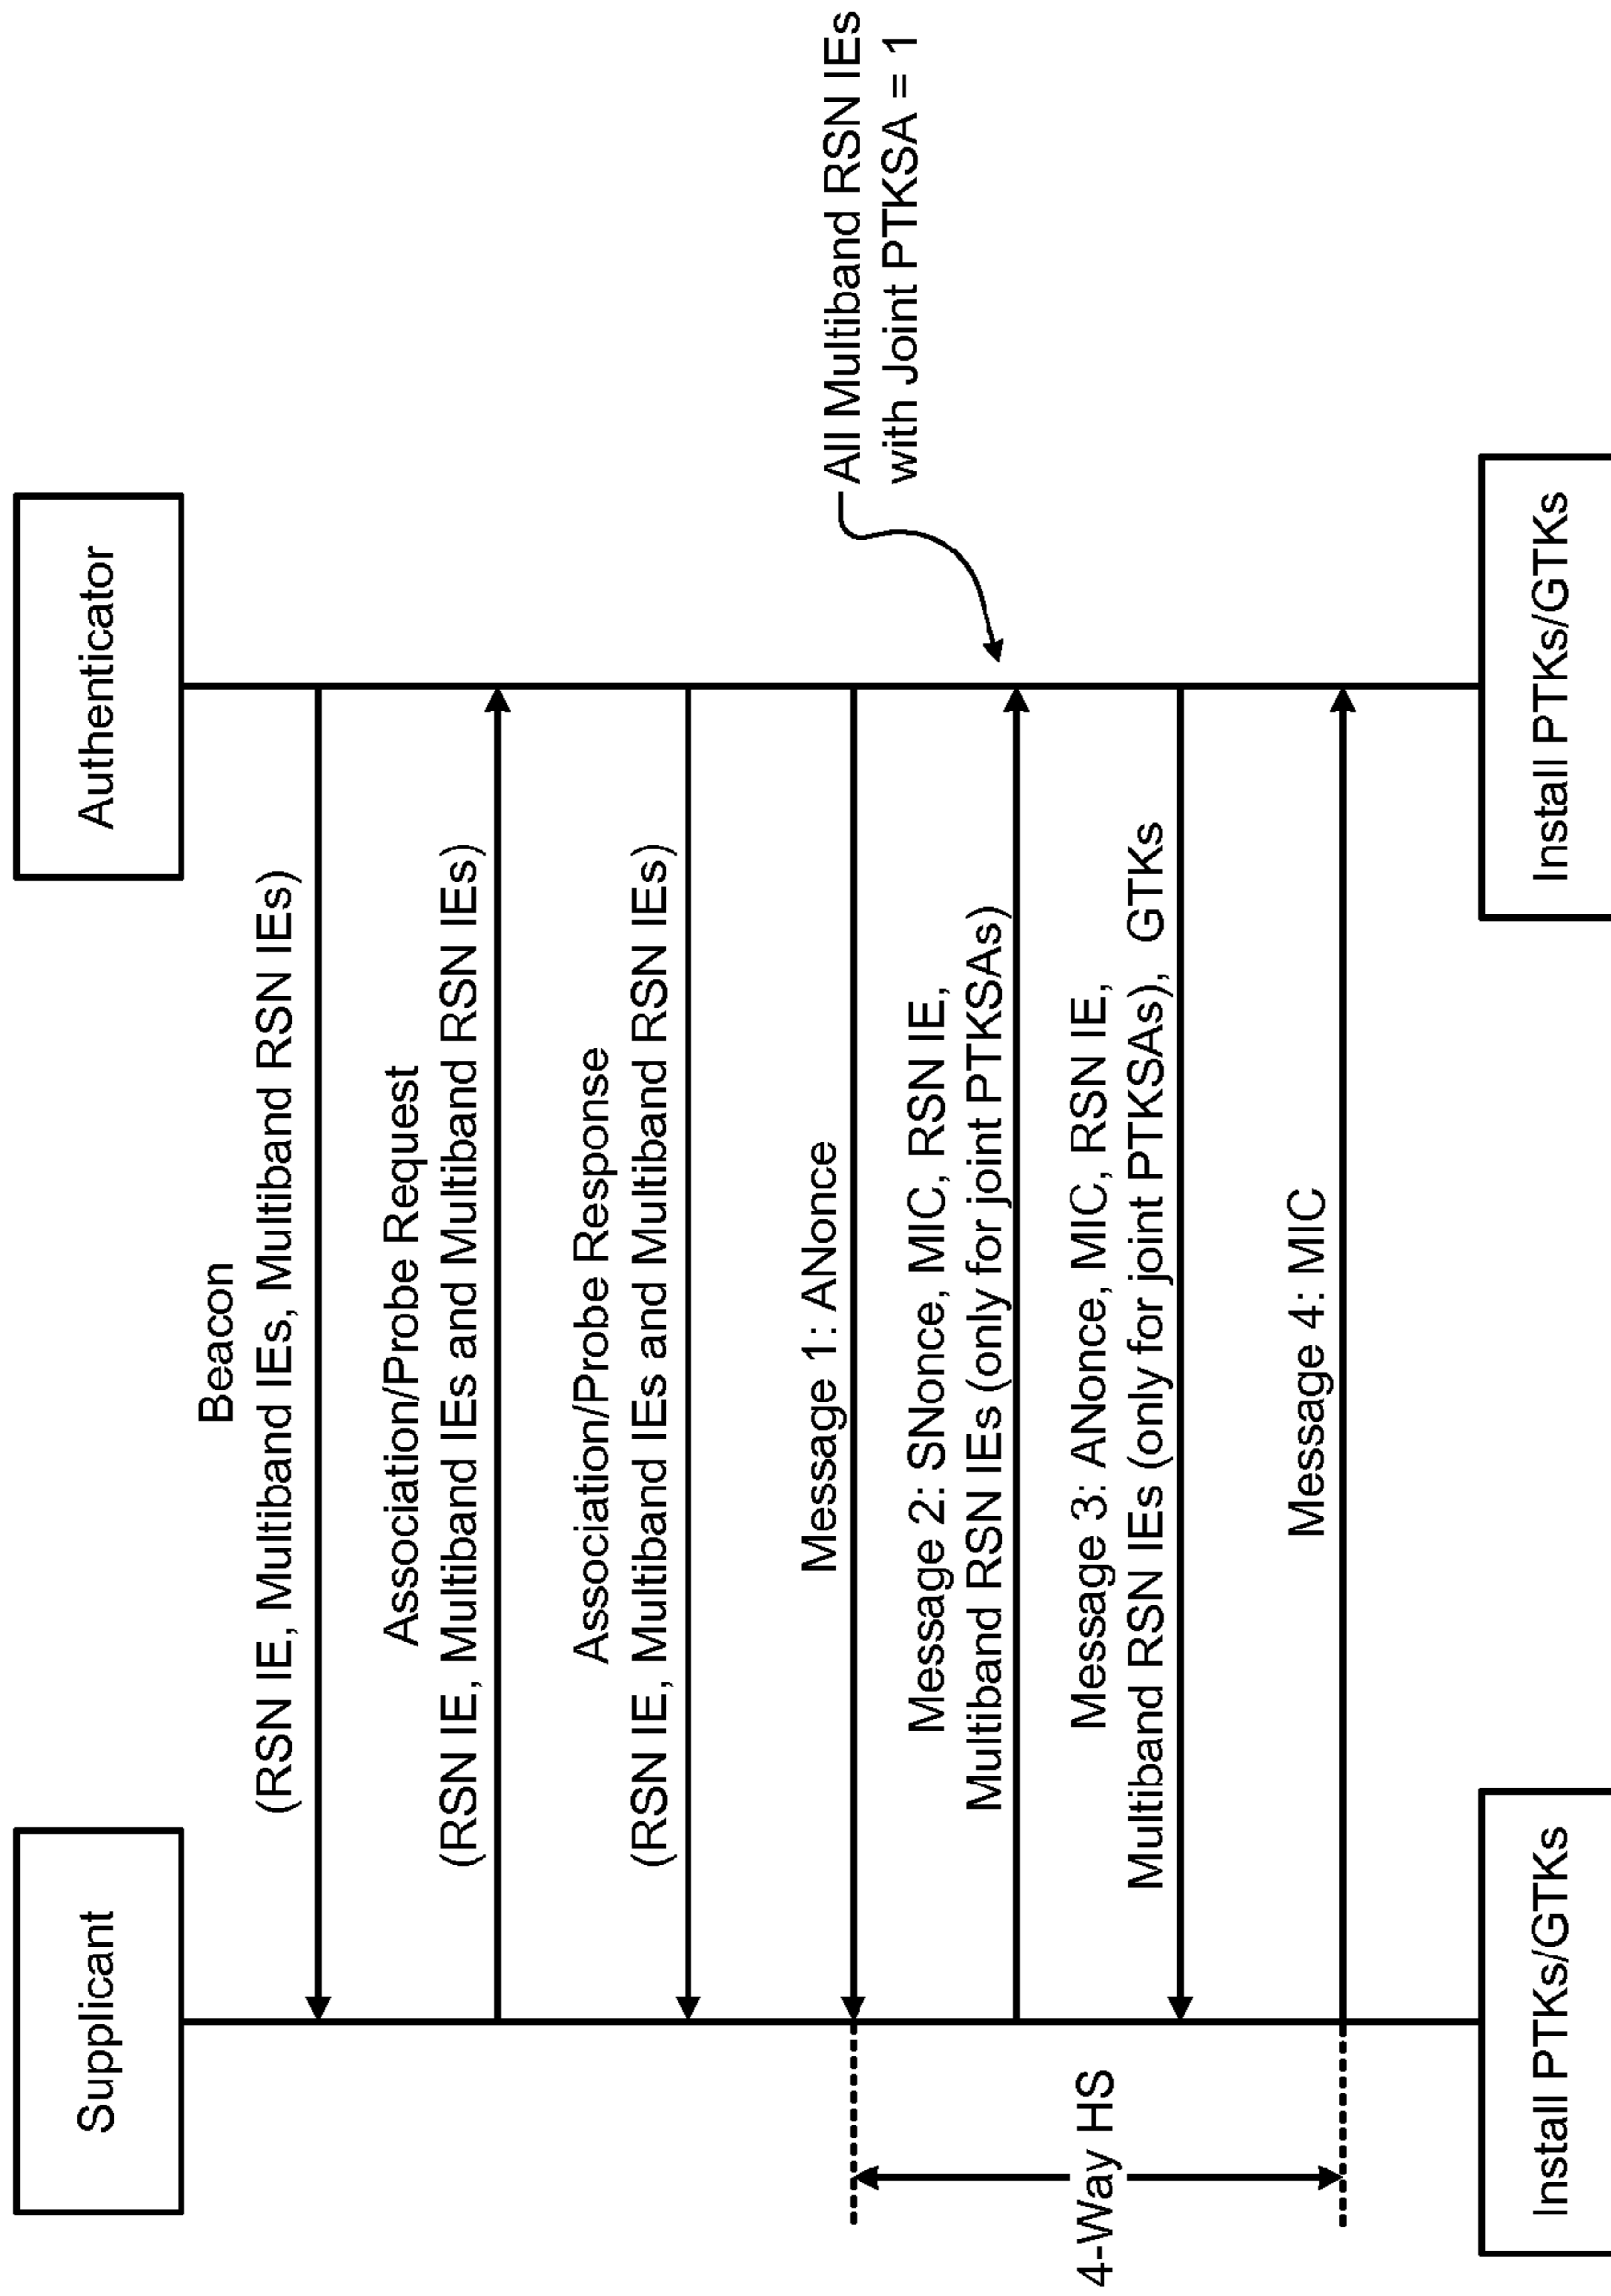 Supplicant
Authenticator
Beacon
(RSN IE, Multiband IEs, Multiband RSN IEs)
Association/Probe Request
(RSN IE, Multiband IEs and Multiband RSN IEs)
Association/Probe Response
(RSN IE, Multiband IEs and Multiband RSN IEs)
Message 1: ANonce
All Multiband RSN IEs
with Joint PTKSA = 1
Message 2: SNonce, MIC, RSN IE,
Multiband RSN IEs (only for joint PTKSAs)
4-Way HS
Message 3: ANonce, MIC, RSN IE,
Multiband RSN IEs (only for joint PTKSAs), GTKs
Message 4: MIC
Install PTKs/GTKs
Install PTKs/GTKs